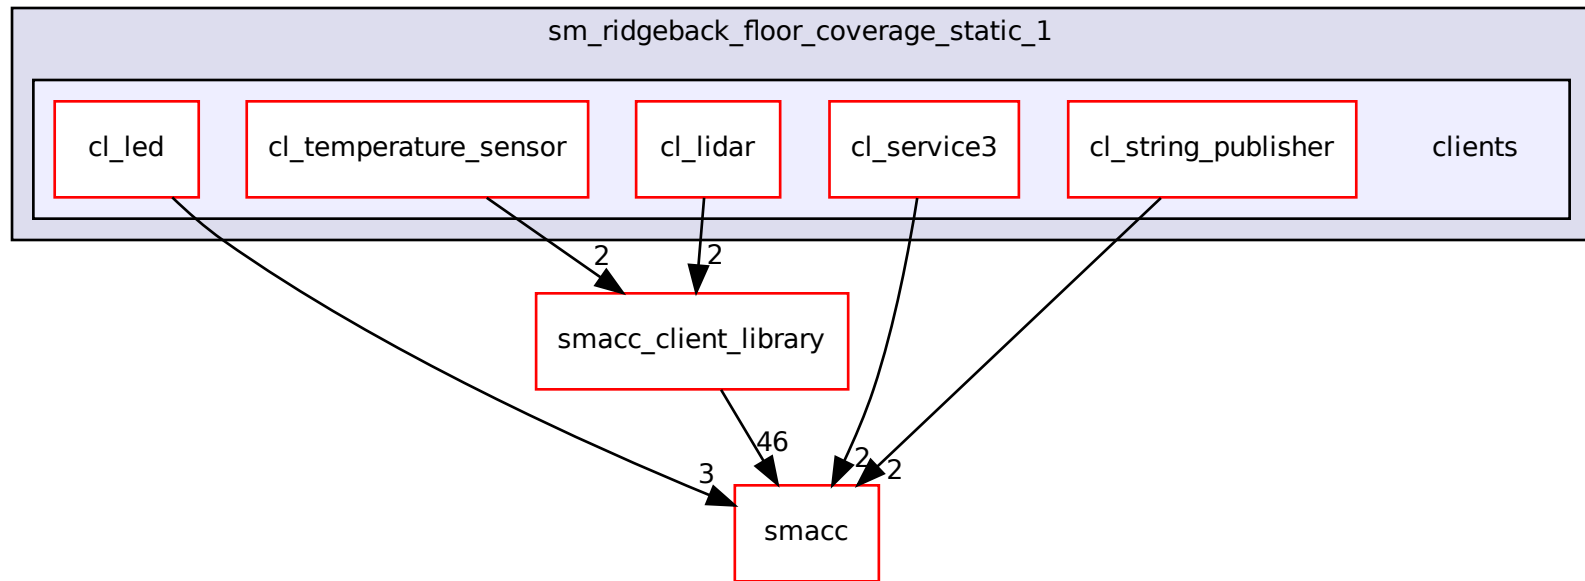 sm_ridgeback_floor_coverage_static_1
cl_led
cl_temperature_sensor
cl_lidar
cl_service3
cl_string_publisher
clients
2
2
smacc_client_library
46
3
2
2
smacc